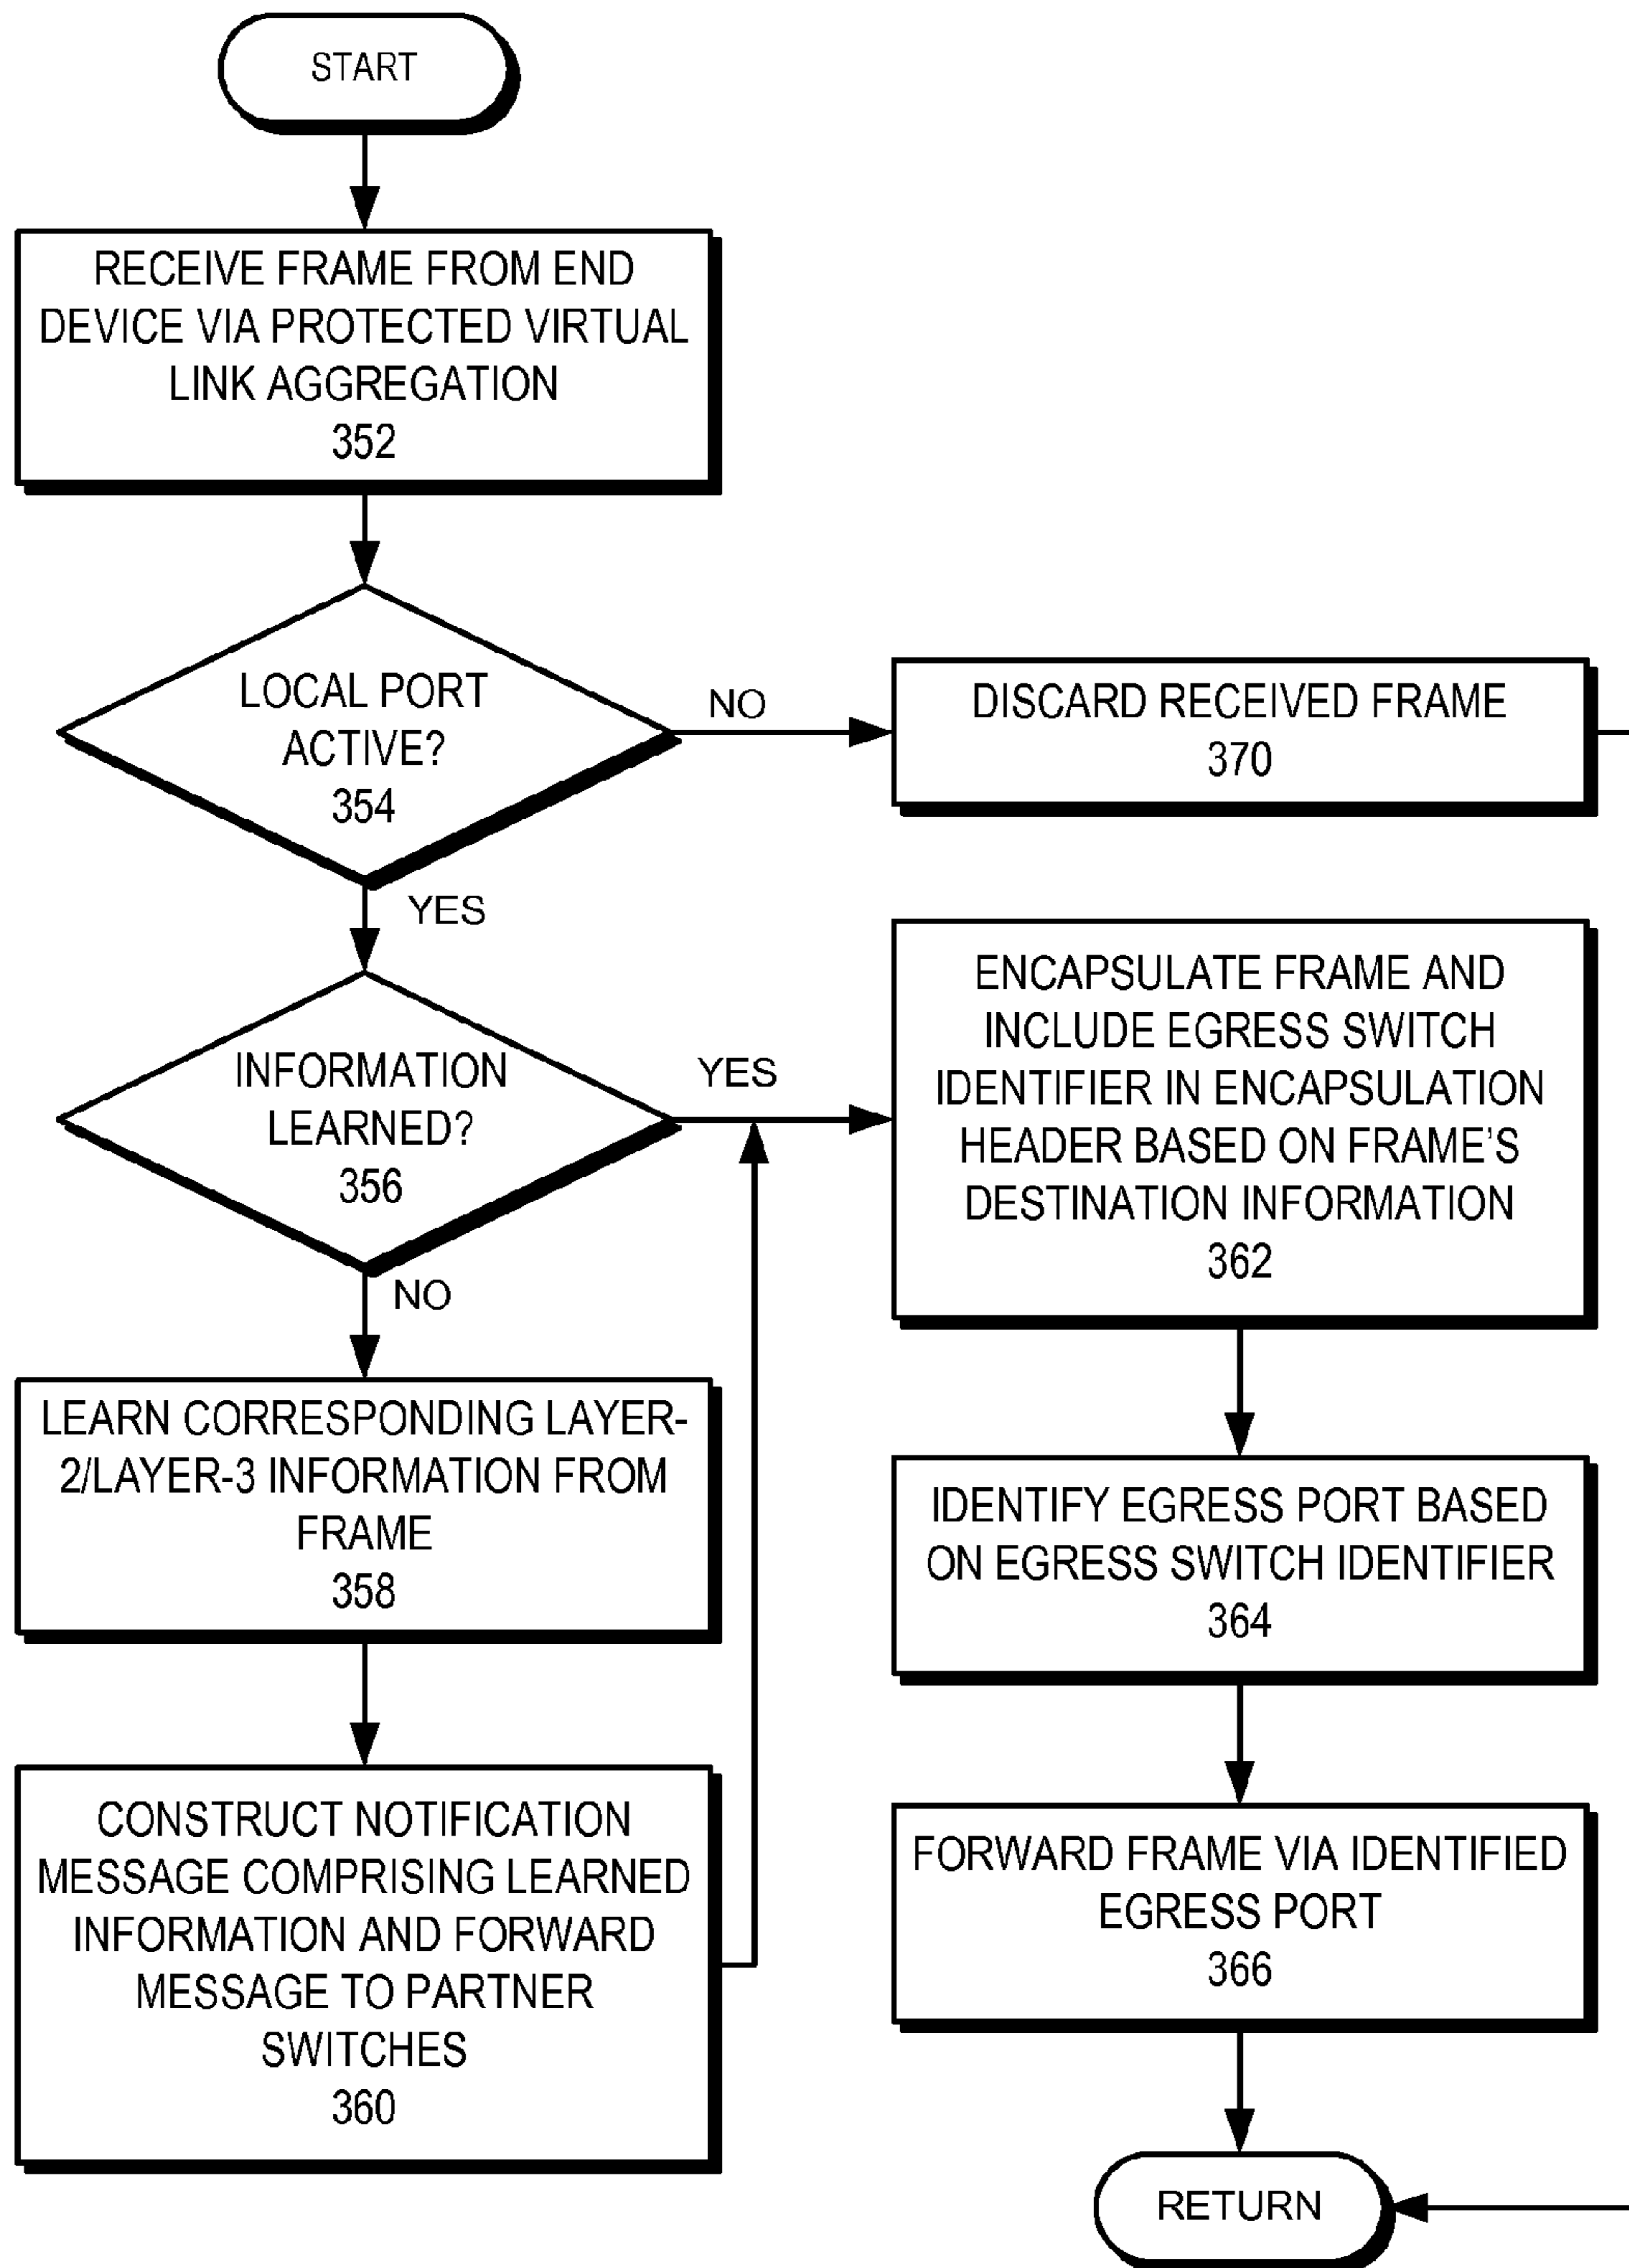 START
RECEIVE FRAME FROM END
DEVICE VIA PROTECTED VIRTUAL
LINK AGGREGATION
352
LOCAL PORT
ACTIVE?
354
NO
DISCARD RECEIVED FRAME
370
YES
INFORMATION
LEARNED?
356
YES
ENCAPSULATE FRAME AND
INCLUDE EGRESS SWITCH
IDENTIFIER IN ENCAPSULATION
HEADER BASED ON FRAME'S
DESTINATION INFORMATION
362
NO
LEARN CORRESPONDING LAYER-
2/LAYER-3 INFORMATION FROM
FRAME
358
IDENTIFY EGRESS PORT BASED
ON EGRESS SWITCH IDENTIFIER
364
CONSTRUCT NOTIFICATION
MESSAGE COMPRISING LEARNED
INFORMATION AND FORWARD
MESSAGE TO PARTNER
SWITCHES
360
FORWARD FRAME VIA IDENTIFIED
EGRESS PORT
366
RETURN